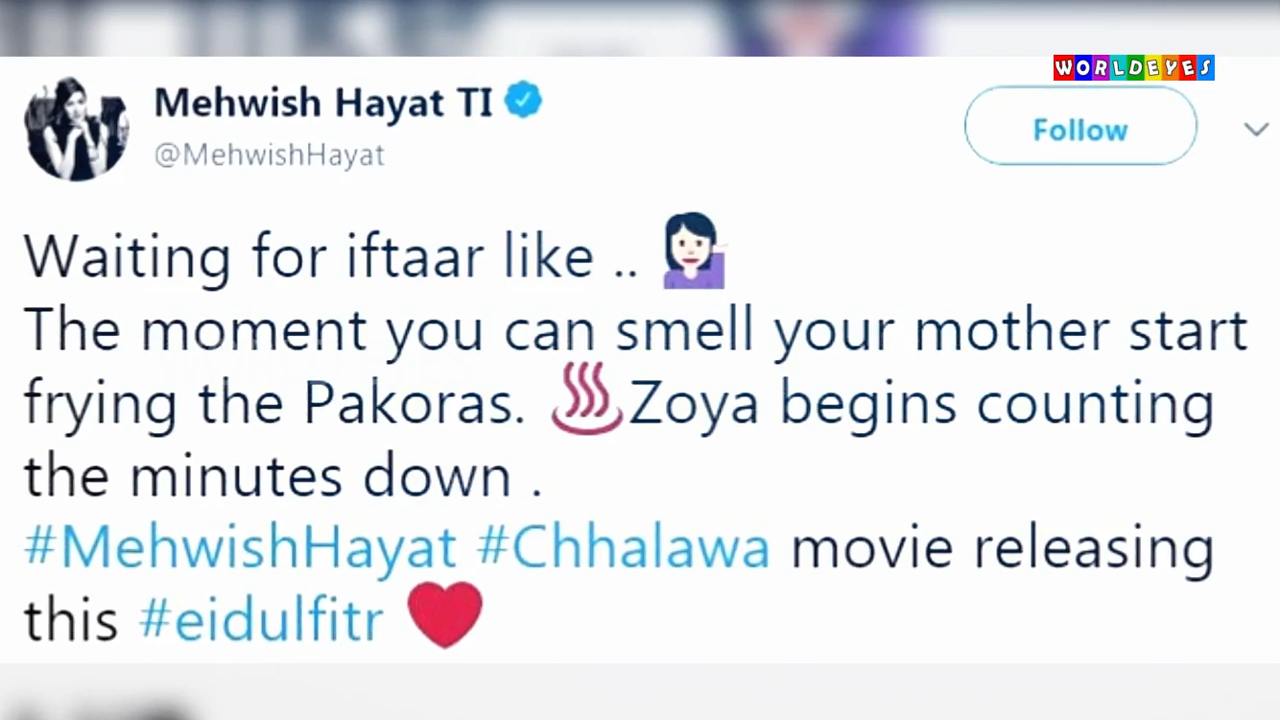 WORLDEYES
Mehwish Hayat TI
@MehwishHayat
Follow
Waiting for iftaar like ..
The moment you can smell your mother start
frying the Pakoras. Zoya begins counting
the minutes down .
#MehwishHayat #Chhalawa movie releasing
this #eidulfitr